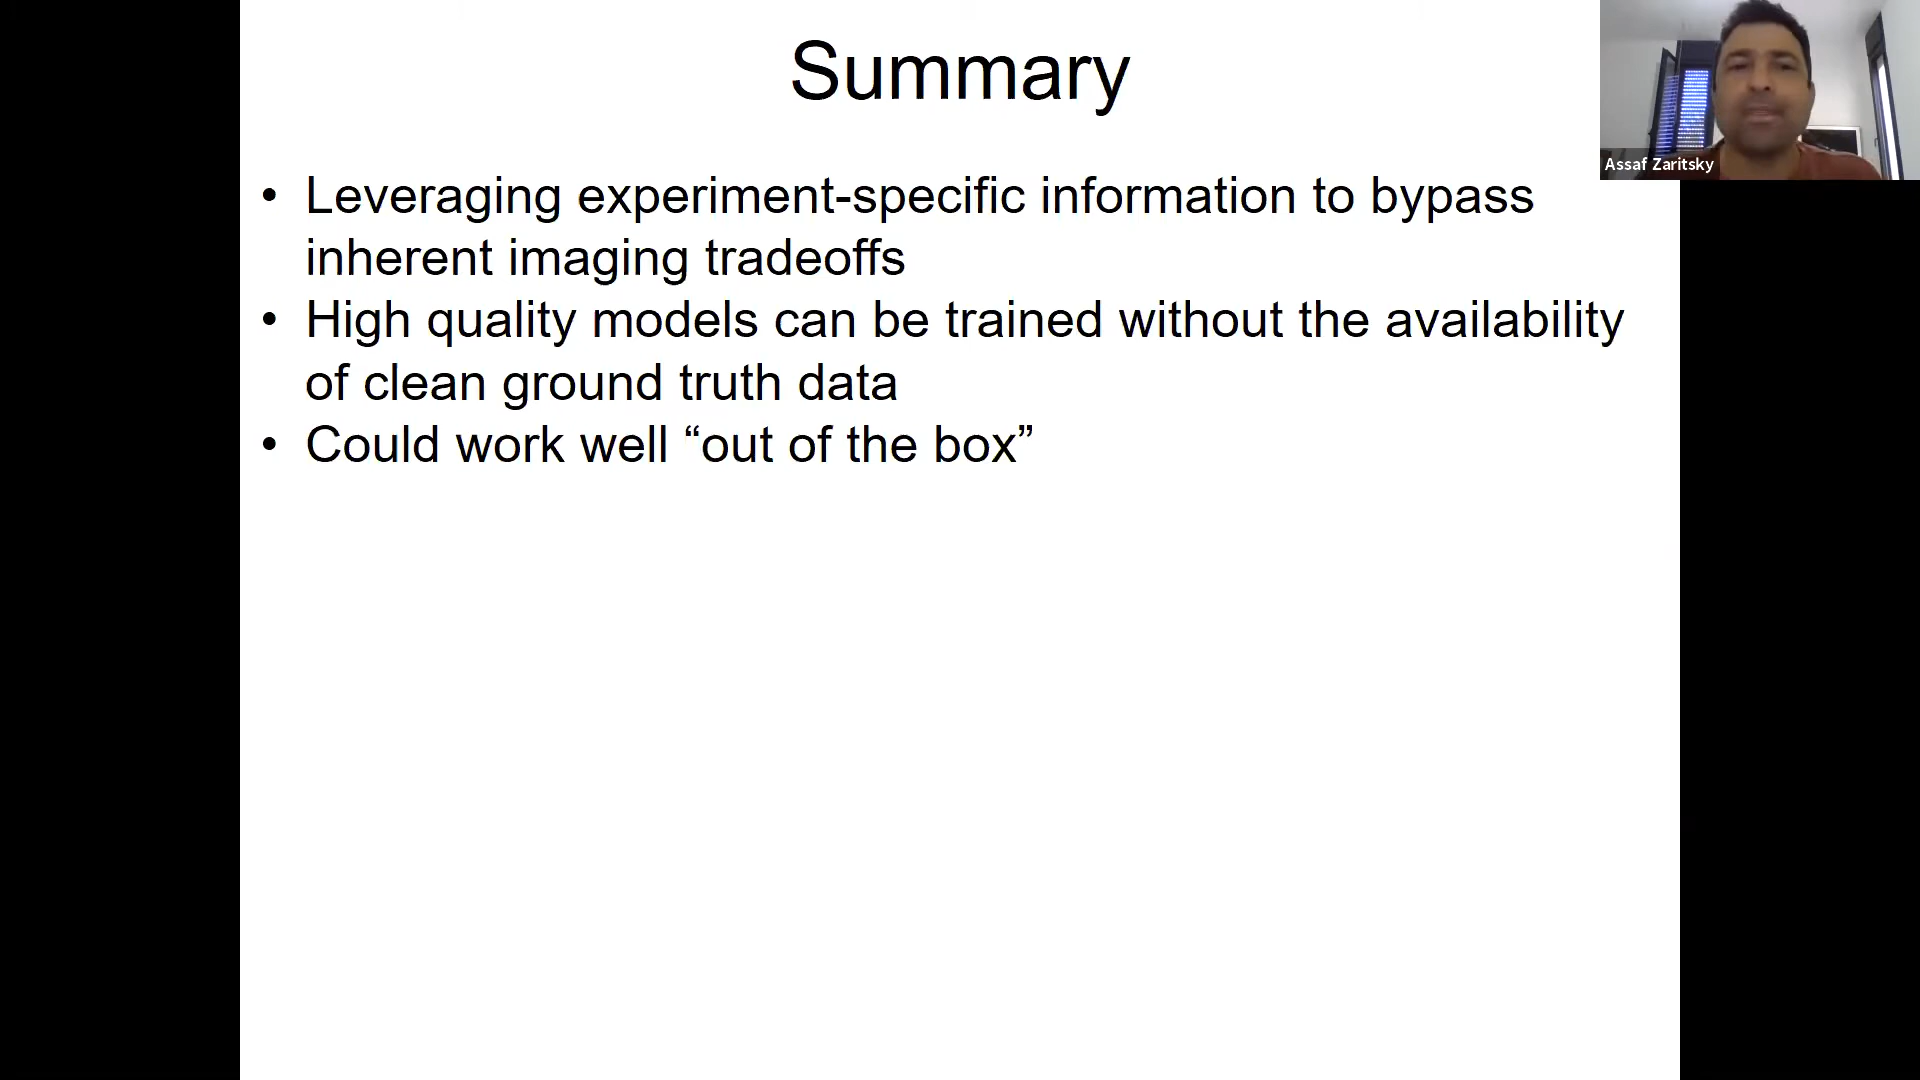 Summary
• Leveraging experiment-specific information to bypass
inherent imaging tradeoffs
• High quality models can be trained without the availability
of clean ground truth data
• Could work well “out of the box”
Assaf Zaritsky